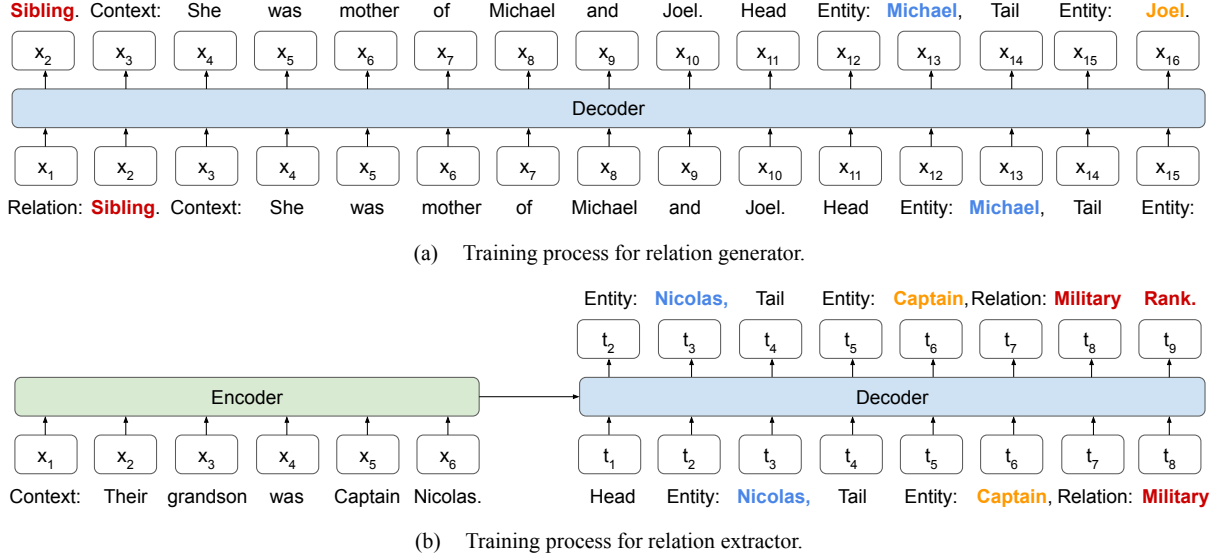 Sibling. Context: She was mother of Michael and Joel. Head Entity: Michael, Tail Entity: Joel.
x2 x3 x4 x5 x6 x7 x8 x9 x10 x11 x12 x13 x14 x15 x16
Decoder
x1 x2 x3 x4 x5 x6 x7 x8 x9 x10 x11 x12 x13 x14 x15
Relation: Sibling. Context: She was mother of Michael and Joel. Head Entity: Michael, Tail Entity:
(a) Training process for relation generator.
Entity: Nicolas, Tail Entity: Captain, Relation: Military Rank.
t2 t3 t4 t5 t6 t7 t8 t9
Encoder Decoder
x1 x2 x3 x4 x5 x6 t1 t2 t3 t4 t5 t6 t7 t8
Context: Their grandson was Captain Nicolas. Head Entity: Nicolas, Tail Entity: Captain, Relation: Military
(b) Training process for relation extractor.